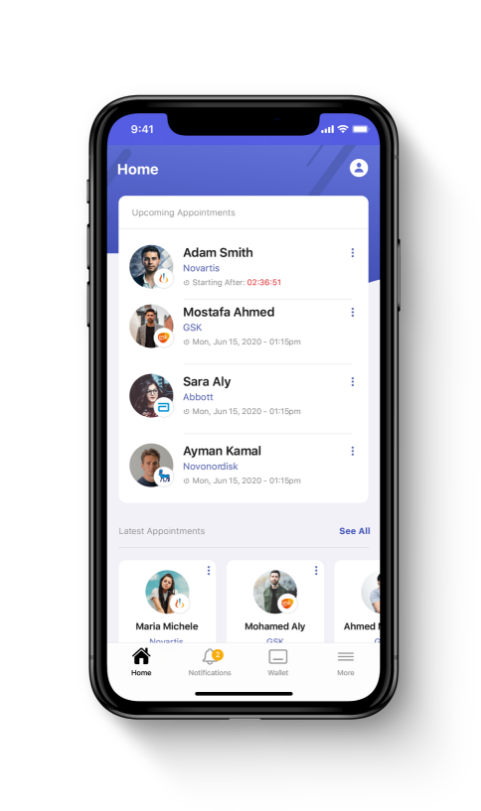 9:41
Home
Upcoming Appointments
Adam Smith
Novartis
Starting After: 02:36:51
Mostafa Ahmed
GSK
Mon, Jun 15, 2020 - 01:15pm
Sara Aly
Abbott
Mon, Jun 15, 2020 - 01:15pm
Ayman Kamal
Novonordisk
Mon, Jun 15, 2020 - 01:15pm
Latest Appointments See All
Maria Michele Mohamed Aly Ahmed
Novartis GSK
2
Home Notifications Wallet More